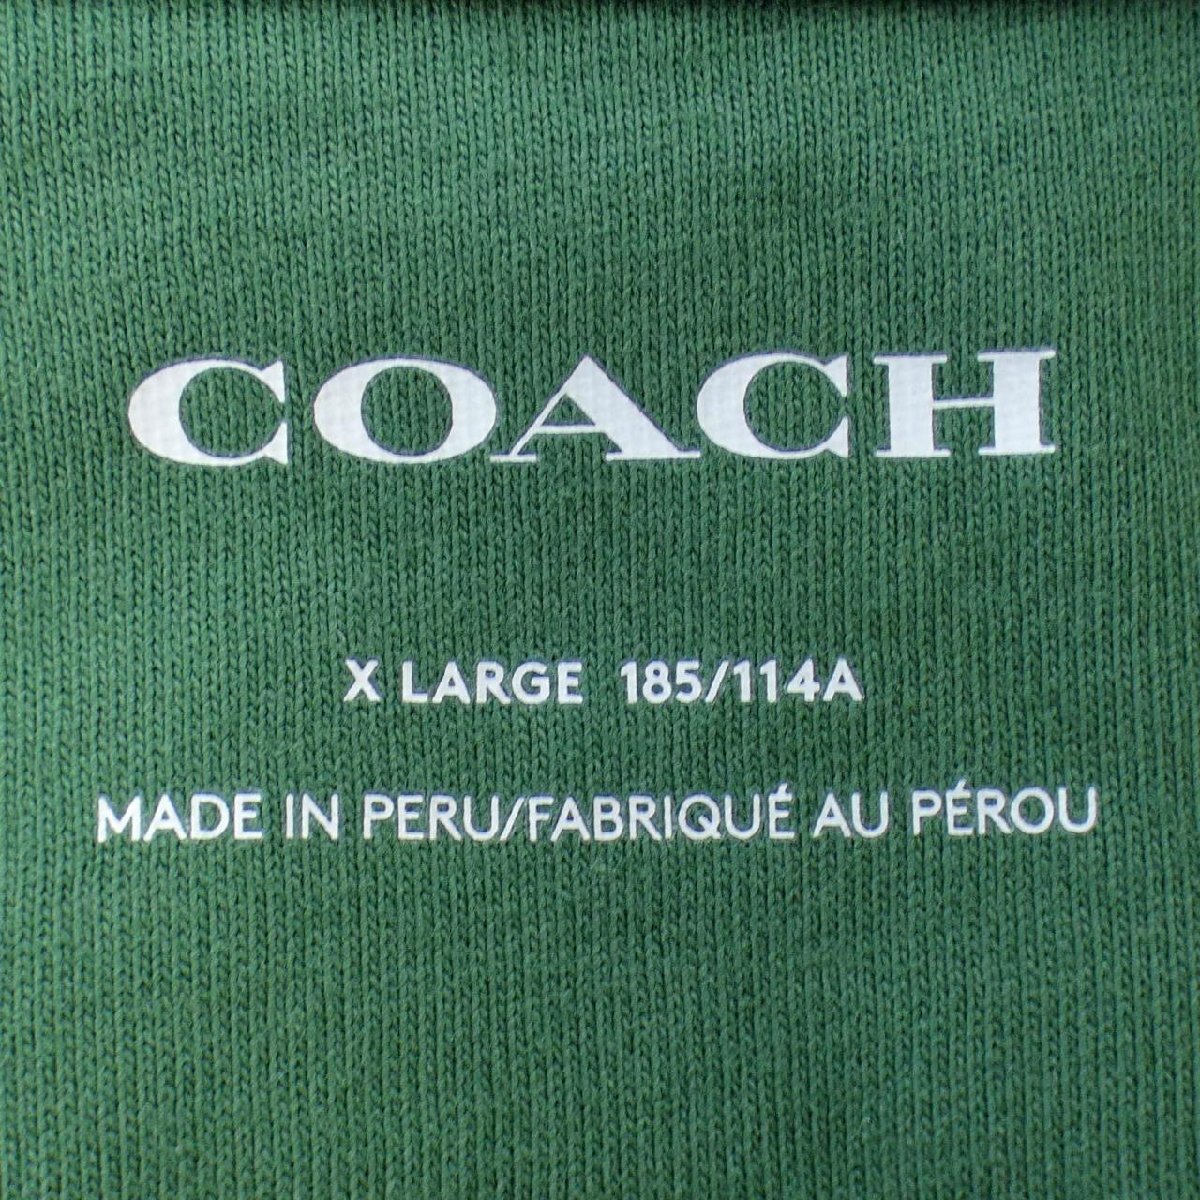 COACH
X LARGE 185/114A
MADE IN PERU/FABRIQUÉ AU PÉROU